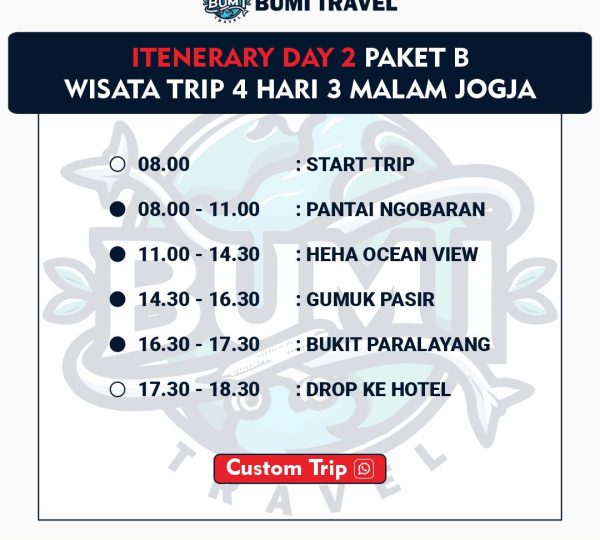 BUMI BUMI TRAVEL
TRAVEL
ITENERARY DAY 2 PAKET B
WISATA TRIP 4 HARI 3 MALAM JOGJA
08.00 : START TRIP
08.00 - 11.00 : PANTAI NGOBARAN
11.00 - 14.30 : HEHA OCEAN VIEW
14.30 - 16.30 : GUMUK PASIR
16.30 - 17.30 : BUKIT PARALAYANG
17.30 - 18.30 : DROP KE HOTEL
BUMI
Custom Trip
TRAVEL